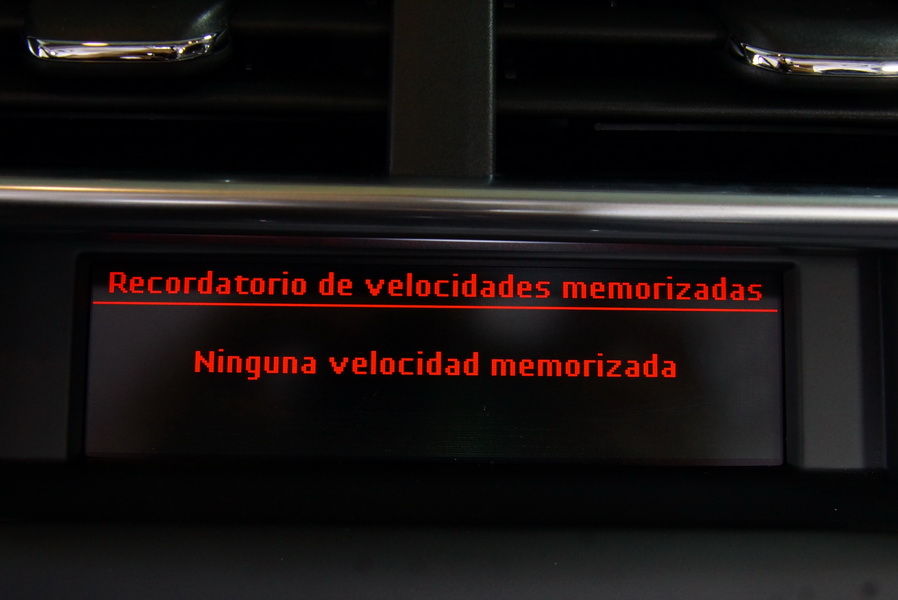 Recordatorio de velocidades memorizadas
Ninguna velocidad memorizada